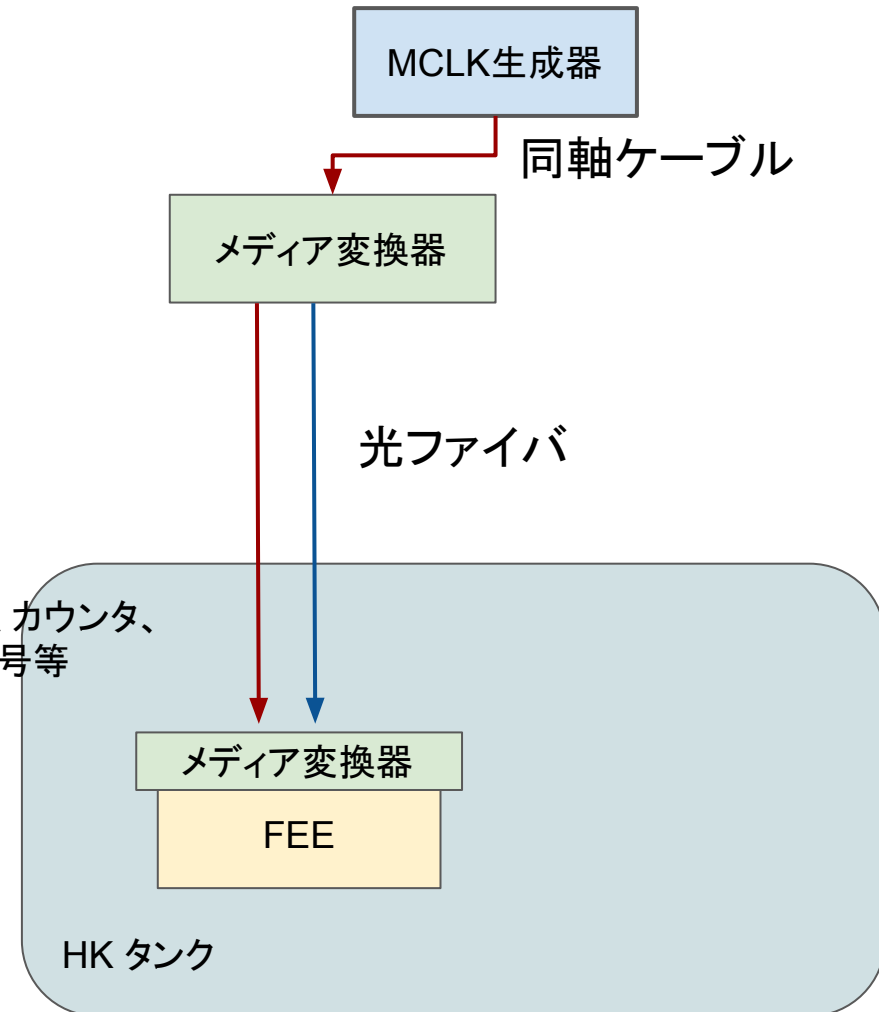 MCLK生成器
同軸ケーブル
メディア変換器
光ファイバ
カウンタ、
号等
メディア変換器
FEE
HK タンク